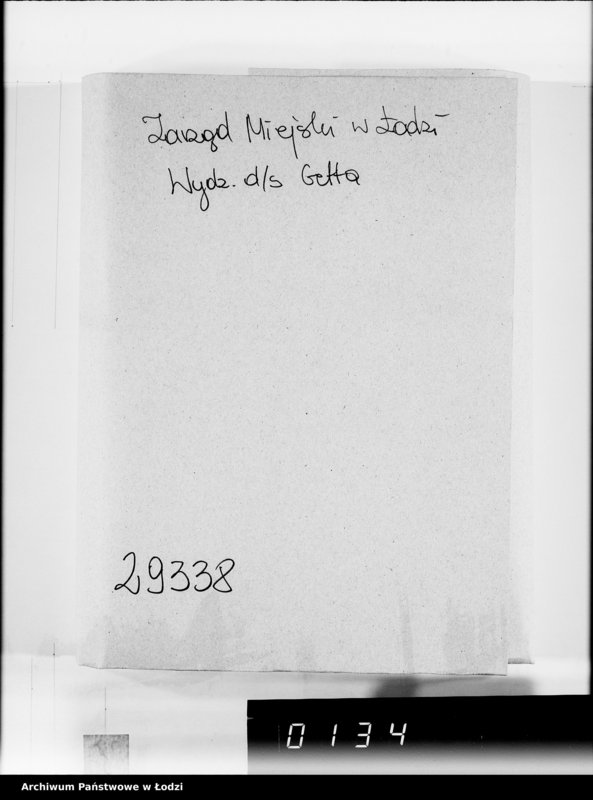 Zarząd Miejski w Łodzi
Wydz. d/s Getta
29338
0134
Archiwum Państwowe w Łodzi